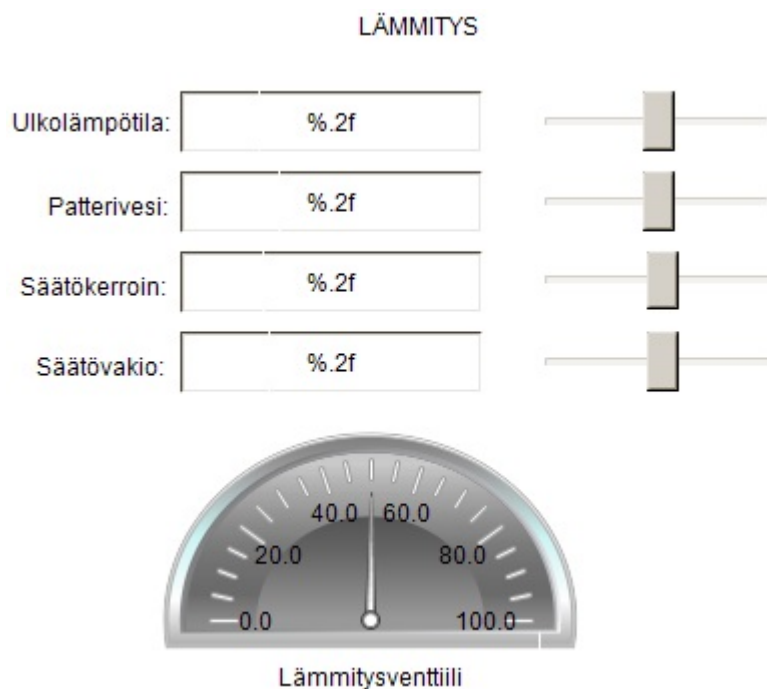 LÄMMITYS
Ulkolämpötila: %.2f
Patterivesi: %.2f
Säätökerroin: %.2f
Säätövakio: %.2f
40.0 60.0
20.0 80.0
0.0 100.0
Lämmitysventtiili